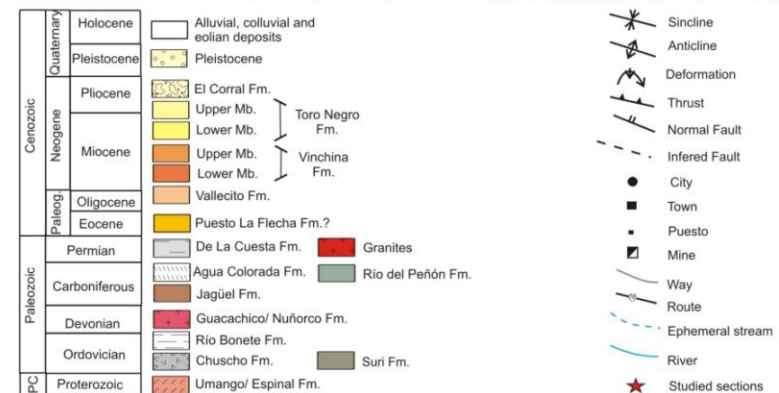 Cenozoic
Quaternary
Holocene
Alluvial, colluvial and
eolian deposits
Pleistocene
Pleistocene
Neogene
Pliocene
El Corral Fm.
Upper Mb.
Lower Mb.
Toro Negro
Fm.
Miocene
Upper Mb.
Lower Mb.
Vinchina
Fm.
Paleog.
Oligocene
Vallecito Fm.
Eocene
Puesto La Flecha Fm.?
Paleozoic
Permian
De La Cuesta Fm.
Granites
Carboniferous
Agua Colorada Fm.
Río del Peñón Fm.
Jagüel Fm.
Devonian
Guacachico/ Nuñorco Fm.
Ordovician
Río Bonete Fm.
Chuscho Fm.
Suri Fm.
PC
Proterozoic
Umango/ Espinal Fm.
Sincline
Anticline
Deformation
Thrust
Normal Fault
Infered Fault
City
Town
Puesto
Mine
Way
Route
Ephemeral stream
River
Studied sections